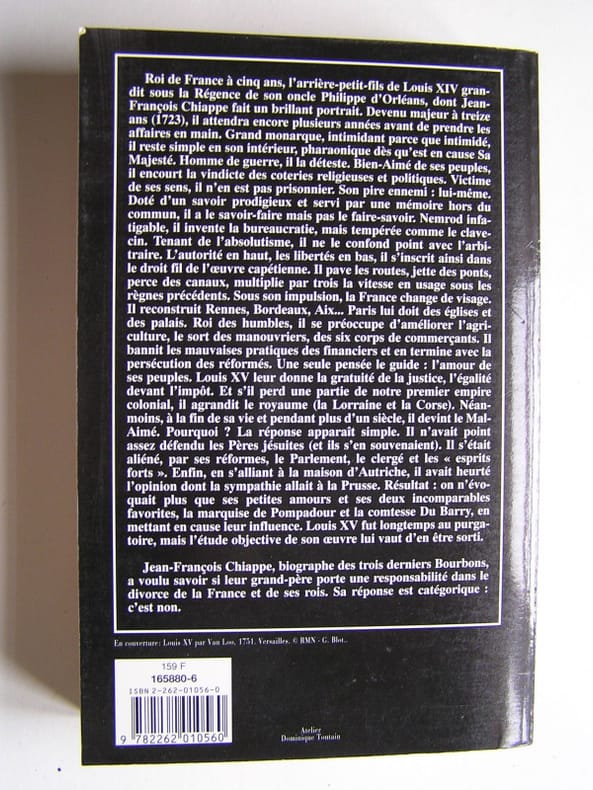 Roi de France à cinq ans, l'arrière-petit-fils de Louis XIV gran-
dit sous la Régence de son oncle Philippe d'Orléans, dont Jean-
François Chiappe fait un brillant portrait. Devenu majeur à treize
ans (1723), il attendra encore plusieurs années avant de prendre les
affaires en main. Grand monarque, intimidant parce que intimidé,
il reste simple en son intérieur, pharaonique dès qu'est en cause Sa
Majesté. Homme de guerre, il la déteste. Bien-Aimé de ses peuples,
il encourt la vindicte des coteries religieuses et politiques. Victime
de ses sens, il n'en est pas prisonnier. Son pire ennemi : lui-même.
Doté d'un savoir prodigieux et servi par une mémoire hors du
commun, il a le savoir-faire mais pas le faire-savoir. Nemrod infa-
tigable, il invente la bureaucratie, mais tempérée comme le clave-
cin. Tenant de l'absolutisme, il ne le confond point avec l'arbi-
traire. L'autorité en haut, les libertés en bas, il s'inscrit ainsi dans
le droit fil de l'œuvre capétienne. Il pave les routes, jette des ponts,
perce des canaux, multiplie par trois la vitesse en usage sous les
règnes précédents. Sous son impulsion, la France change de visage.
Il reconstruit Rennes, Bordeaux, Aix... Paris lui doit des églises et
des palais. Roi des humbles, il se préoccupe d'améliorer l'agri-
culture, le sort des manouvriers, des six corps de commerçants. Il
bannit les mauvaises pratiques des financiers et en termine avec la
persécution des réformés. Une seule pensée le guide : l'amour de
ses peuples. Louis XV leur donne la gratuité de la justice, l'égalité
devant l'impôt. Et s'il perd une partie de notre premier empire
colonial, il agrandit le royaume (la Lorraine et la Corse). Néan-
moins, à la fin de sa vie et pendant plus d'un siècle, il devint le Mal-
Aimé. Pourquoi ? La réponse apparaît simple. Il n'avait point
assez défendu les Pères jésuites (et ils s'en souvenaient). Il s'était
aliéné, par ses réformes, le Parlement, le clergé et les « esprits
forts ». Enfin, en s'alliant à la maison d'Autriche, il avait heurté
l'opinion dont la sympathie allait à la Prusse. Résultat : on n'évo-
quait plus que ses petites amours et ses deux incomparables
favorites, la marquise de Pompadour et la comtesse Du Barry, en
mettant en cause leur influence. Louis XV fut longtemps au purga-
toire, mais l'étude objective de son œuvre lui vaut d'en être sorti.
Jean-François Chiappe, biographe des trois derniers Bourbons,
a voulu savoir si leur grand-père porte une responsabilité dans le
divorce de la France et de ses rois. Sa réponse est catégorique :
c'est non.
En couverture : Louis XV par Van Loo, 1751. Versailles. © RMN - G. Blot..
159 F
165880-6
ISBN 2-262-01056-0
9 782262 010560
Atelier
Dominique Toutain